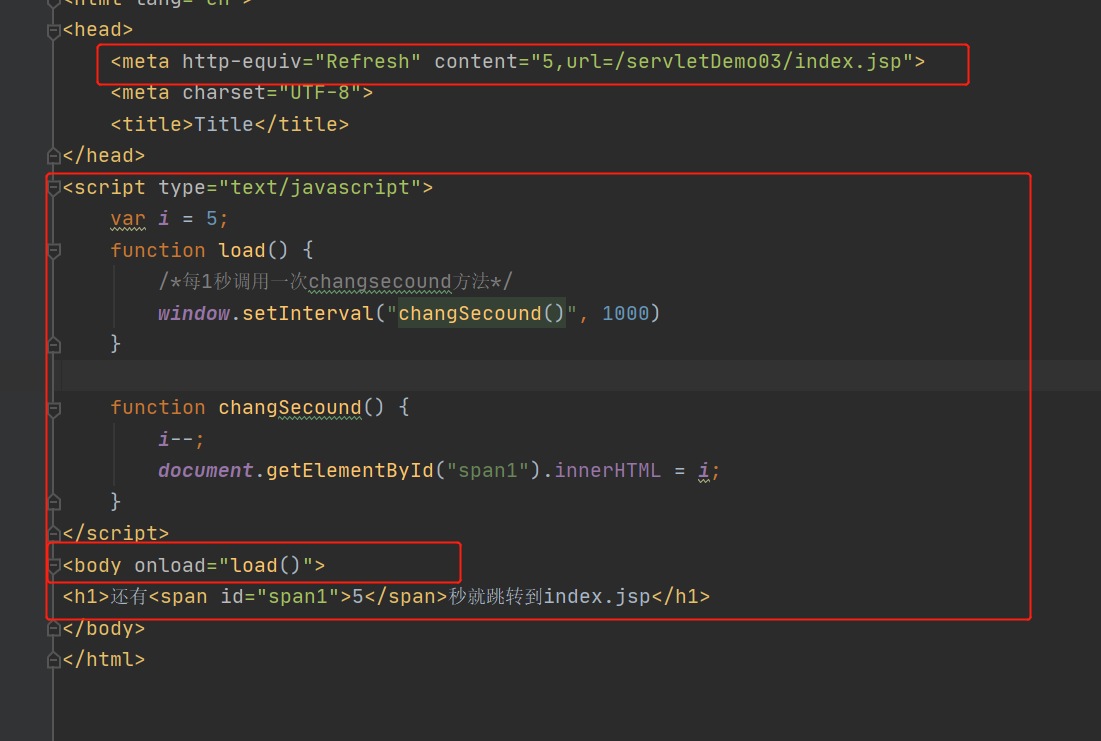 <html lang="en">
<head>
<meta http-equiv="Refresh" content="5,url=/servletDemo03/index.jsp">
<meta charset="UTF-8">
<title>Title</title>
</head>
<script type="text/javascript">
var i = 5;
function load() {
/*每1秒调用一次changsecound方法*/
window.setInterval("changSecound()", 1000)
}
function changSecound() {
i--;
document.getElementById("span1").innerHTML = i;
}
</script>
<body onload="load()">
<h1>还有<span id="span1">5</span>秒就跳转到index.jsp</h1>
</body>
</html>